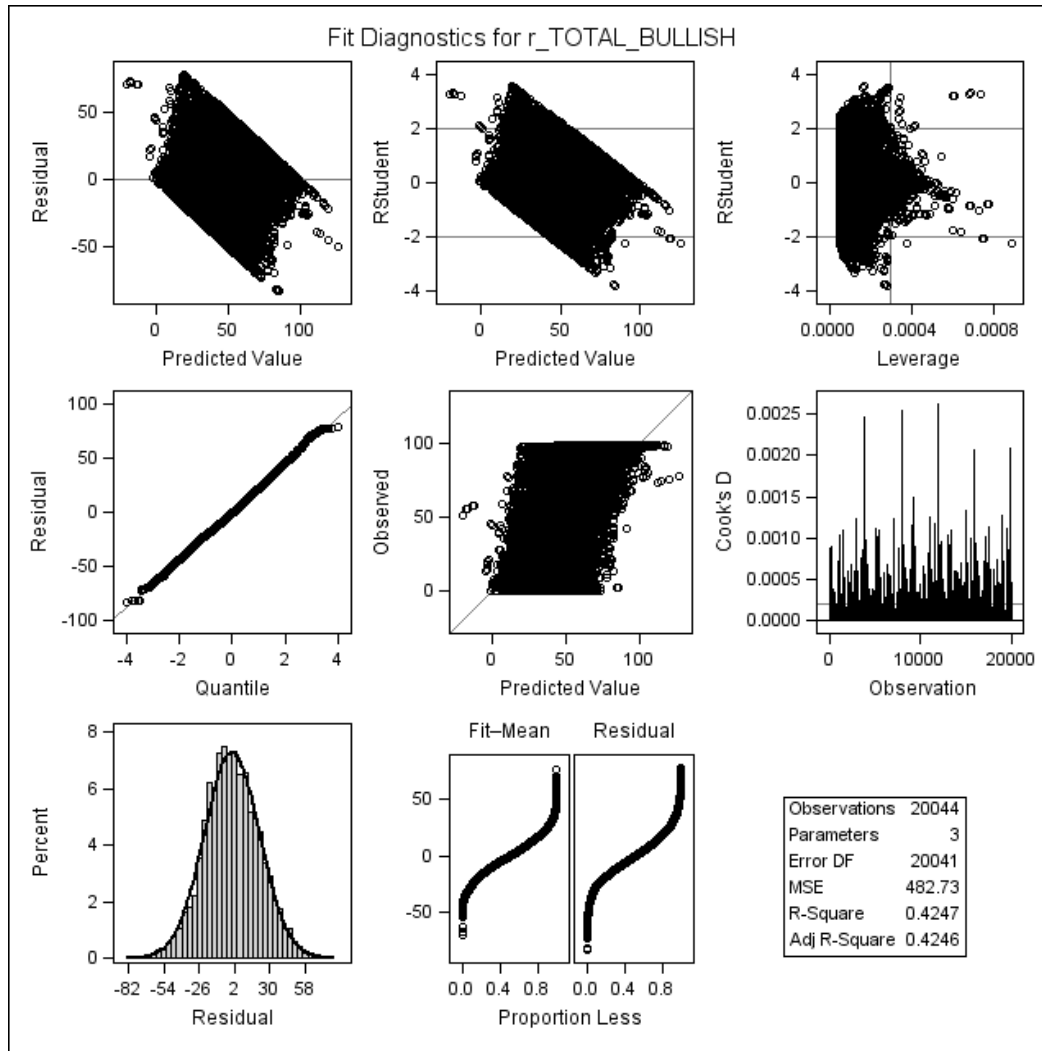 Fit Diagnostics for r_TOTAL_BULLISH
Residual
50
0
-50
0 50 100
Predicted Value
RStudent
4
2
0
-2
-4
0 50 100
Predicted Value
RStudent
4
2
0
-2
-4
0.0000 0.0004 0.0008
Leverage
Residual
100
50
0
-50
-100
-4 -2 0 2 4
Quantile
Observed
100
50
0
0 50 100
Predicted Value
Cook's D
0.0025
0.0020
0.0015
0.0010
0.0005
0.0000
0 10000 20000
Observation
Percent
8
6
4
2
0
-82 -54 -26 2 30 58
Residual
Fit–Mean Residual
50
0
-50
0.0 0.4 0.8 0.0 0.4 0.8
Proportion Less
Observations 20044
Parameters 3
Error DF 20041
MSE 482.73
R-Square 0.4247
Adj R-Square 0.4246